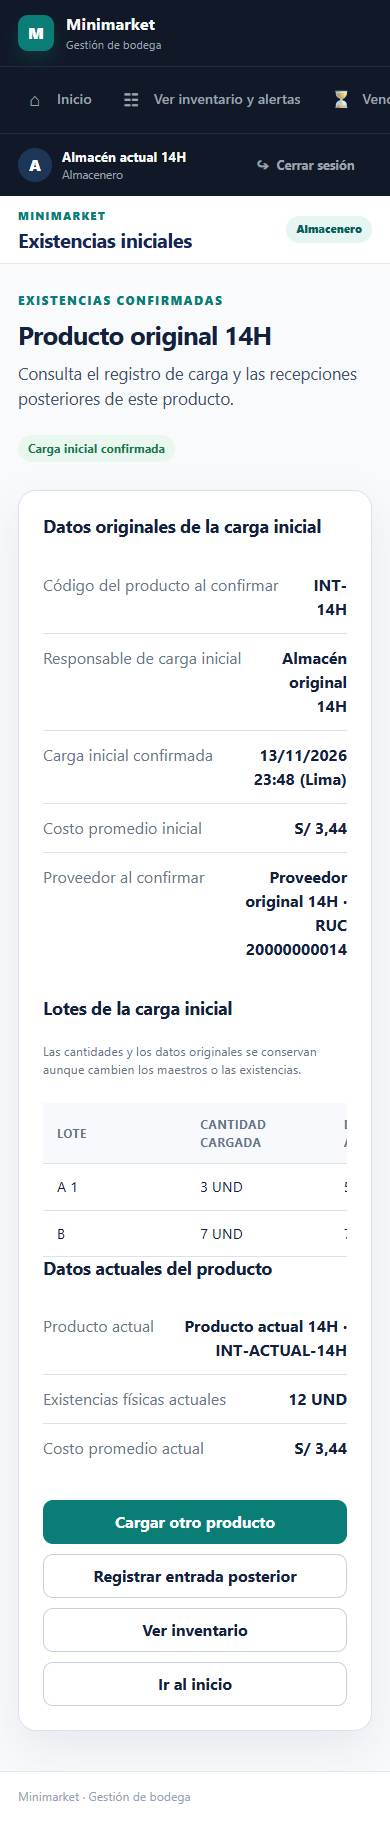 M
Minimarket
Gestión de bodega
Inicio
Ver inventario y alertas
A
Almacén actual 14H
Almacenero
Cerrar sesión
MINIMARKET
Existencias iniciales
Almacenero
EXISTENCIAS CONFIRMADAS
Producto original 14H
Consulta el registro de carga y las recepciones
posteriores de este producto.
Carga inicial confirmada
Datos originales de la carga inicial
Código del producto al confirmar
INT-
14H
Responsable de carga inicial
Almacén
original
14H
Carga inicial confirmada
13/11/2026
23:48 (Lima)
Costo promedio inicial
S/ 3,44
Proveedor al confirmar
Proveedor
original 14H ·
RUC
20000000014
Lotes de la carga inicial
Las cantidades y los datos originales se conservan
aunque cambien los maestros o las existencias.
LOTE
CANTIDAD
CARGADA
A 1
3 UND
B
7 UND
Datos actuales del producto
Producto actual
Producto actual 14H ·
INT-ACTUAL-14H
Existencias físicas actuales
12 UND
Costo promedio actual
S/ 3,44
Cargar otro producto
Registrar entrada posterior
Ver inventario
Ir al inicio
Minimarket · Gestión de bodega